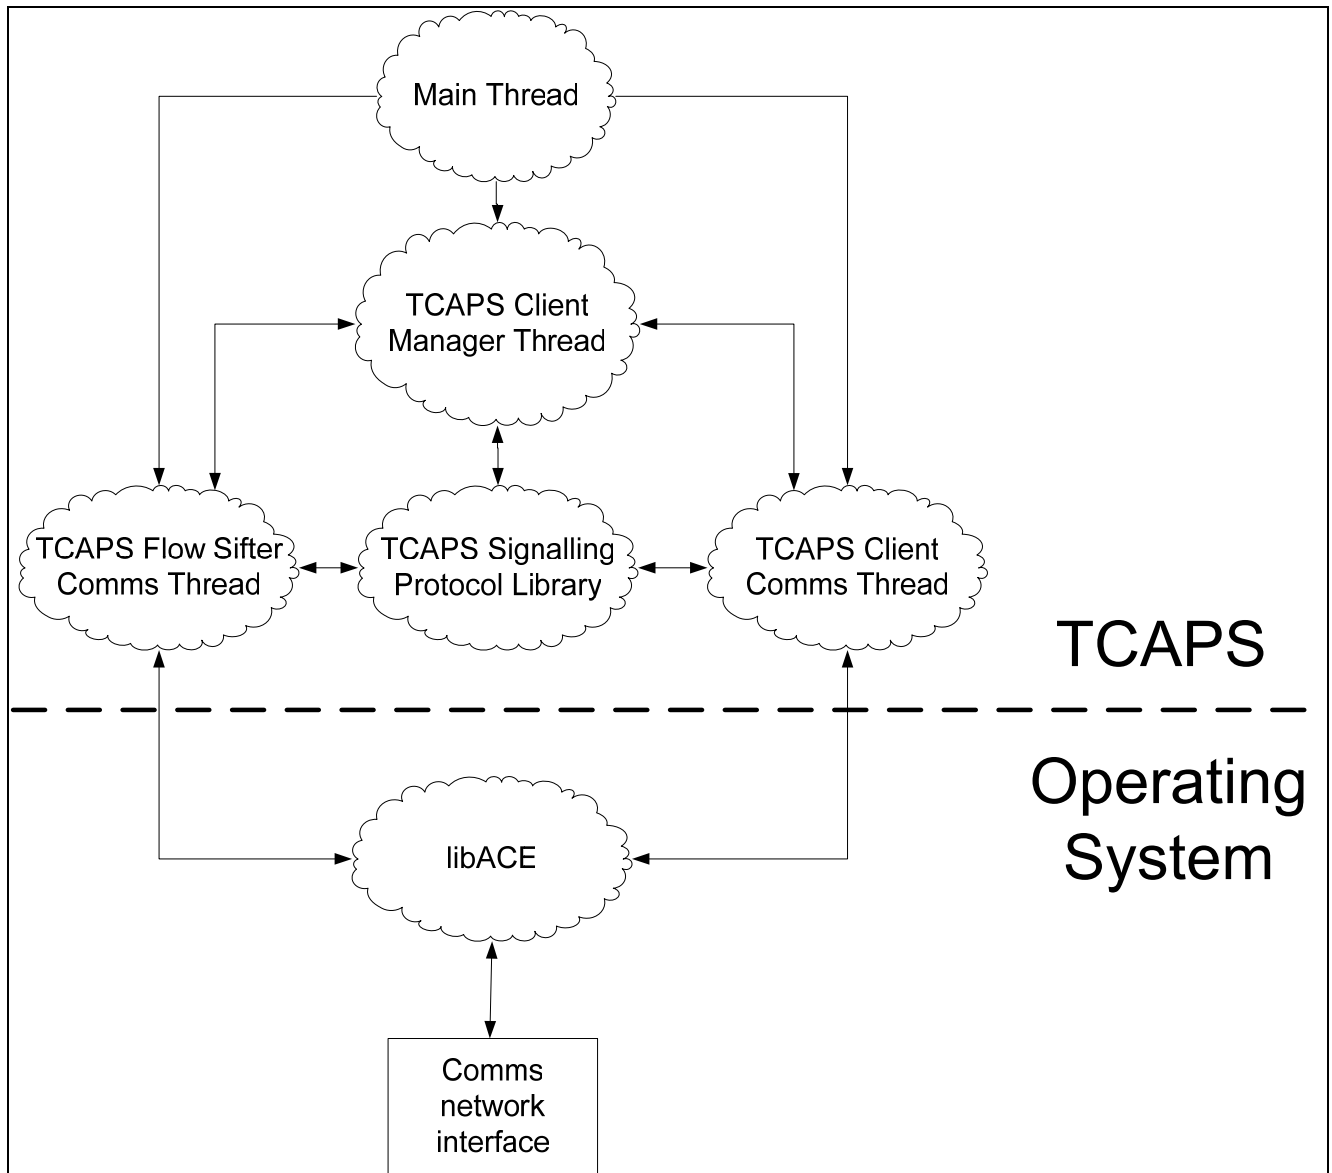 Main Thread
TCAPS Client
Manager Thread
TCAPS Flow Sifter
Comms Thread
TCAPS Signalling
Protocol Library
TCAPS Client
Comms Thread
TCAPS
Operating
System
libACE
Comms
network
interface